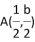 A(-1/2, b/2)